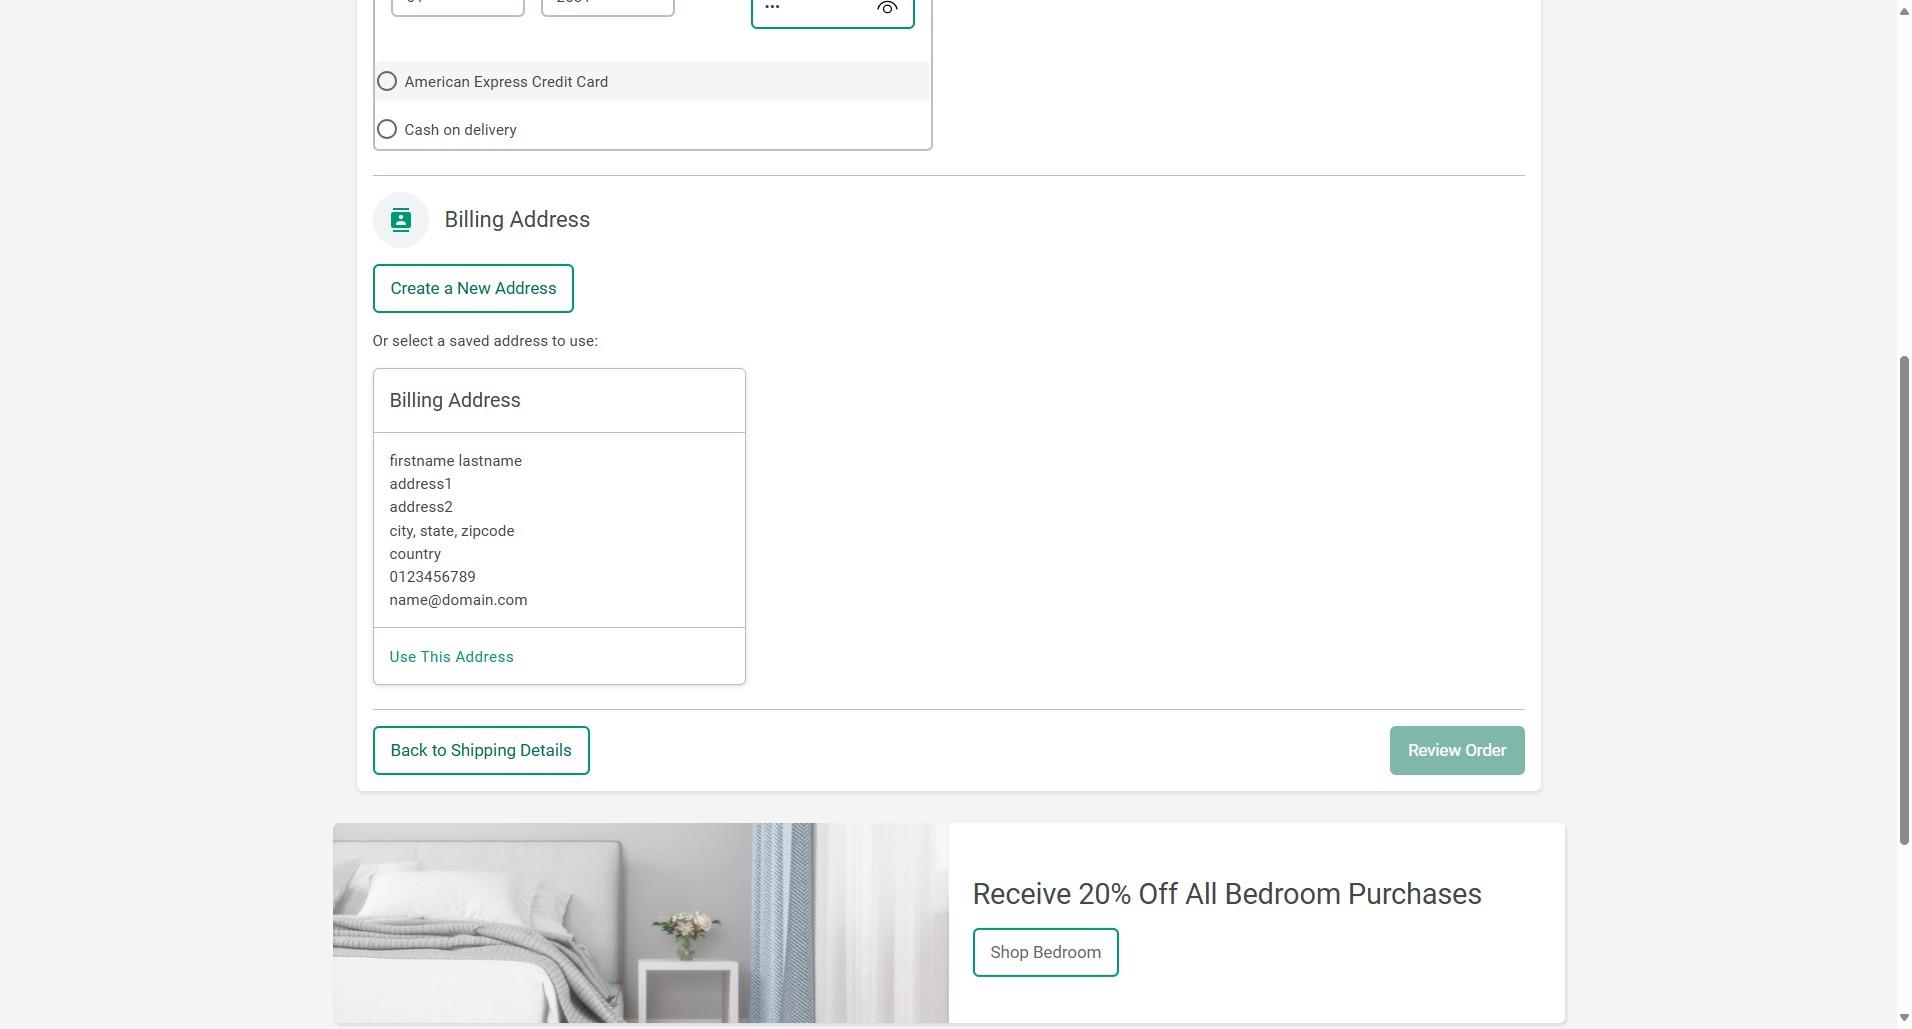 American Express Credit Card
Cash on delivery
Billing Address
Create a New Address
Or select a saved address to use:
Billing Address
firstname lastname
address1
address2
city, state, zipcode
country
0123456789
name@domain.com
Use This Address
Back to Shipping Details
Review Order
Receive 20% Off All Bedroom Purchases
Shop Bedroom